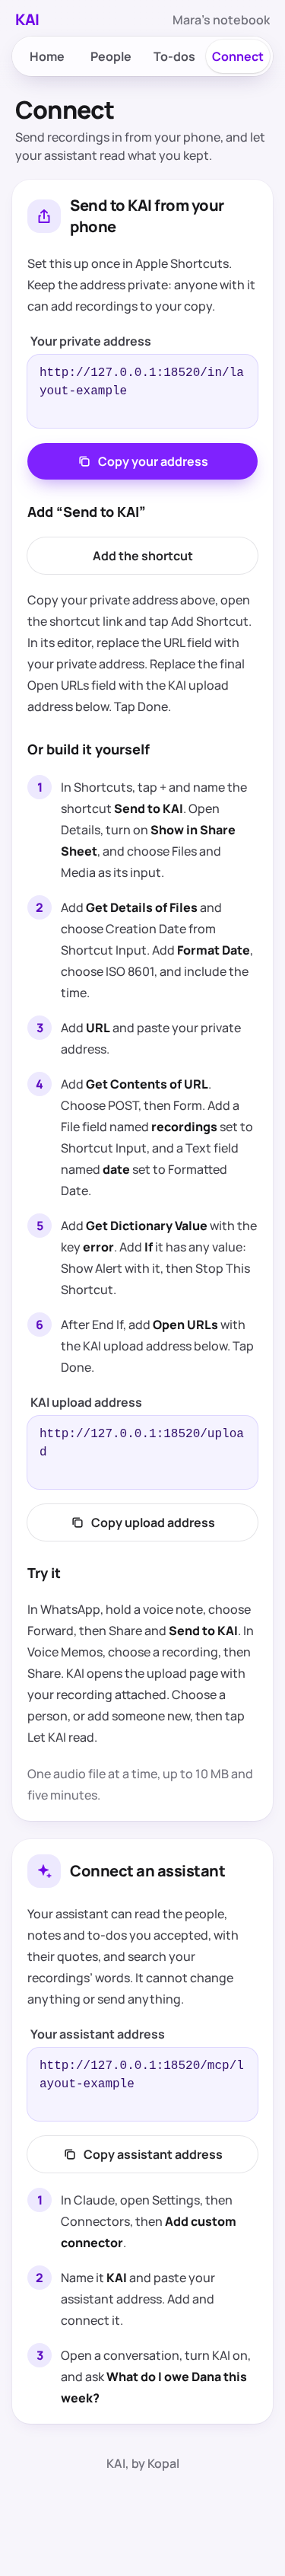 KAI
Mara's notebook
Home
People
To-dos
Connect
Connect
Send recordings in from your phone, and let
your assistant read what you kept.
Send to KAI from your
phone
Set this up once in Apple Shortcuts.
Keep the address private: anyone with it
can add recordings to your copy.
Your private address
http://127.0.0.1:18520/in/la
yout-example
Copy your address
Add “Send to KAI”
Add the shortcut
Copy your private address above, open
the shortcut link and tap Add Shortcut.
In its editor, replace the URL field with
your private address. Replace the final
Open URLs field with the KAI upload
address below. Tap Done.
Or build it yourself
1
In Shortcuts, tap + and name the
shortcut Send to KAI. Open
Details, turn on Show in Share
Sheet, and choose Files and
Media as its input.
2
Add Get Details of Files and
choose Creation Date from
Shortcut Input. Add Format Date,
choose ISO 8601, and include the
time.
3
Add URL and paste your private
address.
4
Add Get Contents of URL.
Choose POST, then Form. Add a
File field named recordings set to
Shortcut Input, and a Text field
named date set to Formatted
Date.
5
Add Get Dictionary Value with the
key error. Add If it has any value:
Show Alert with it, then Stop This
Shortcut.
6
After End If, add Open URLs with
the KAI upload address below. Tap
Done.
KAI upload address
http://127.0.0.1:18520/uploa
d
Copy upload address
Try it
In WhatsApp, hold a voice note, choose
Forward, then Share and Send to KAI. In
Voice Memos, choose a recording, then
Share. KAI opens the upload page with
your recording attached. Choose a
person, or add someone new, then tap
Let KAI read.
One audio file at a time, up to 10 MB and
five minutes.
Connect an assistant
Your assistant can read the people,
notes and to-dos you accepted, with
their quotes, and search your
recordings' words. It cannot change
anything or send anything.
Your assistant address
http://127.0.0.1:18520/mcp/l
ayout-example
Copy assistant address
1
In Claude, open Settings, then
Connectors, then Add custom
connector.
2
Name it KAI and paste your
assistant address. Add and
connect it.
3
Open a conversation, turn KAI on,
and ask What do I owe Dana this
week?
KAI, by Kopal